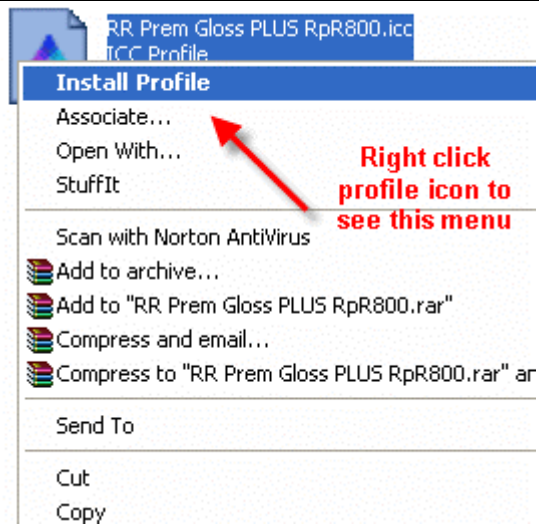 RR Prem Gloss PLUS RpR800.icc
ICC Profile
Install Profile
Associate...
Open With...
StuffIt
Right click
profile icon to
see this menu
Scan with Norton AntiVirus
Add to archive...
Add to "RR Prem Gloss PLUS RpR800.rar"
Compress and email...
Compress to "RR Prem Gloss PLUS RpR800.rar"
Send To
Cut
Copy